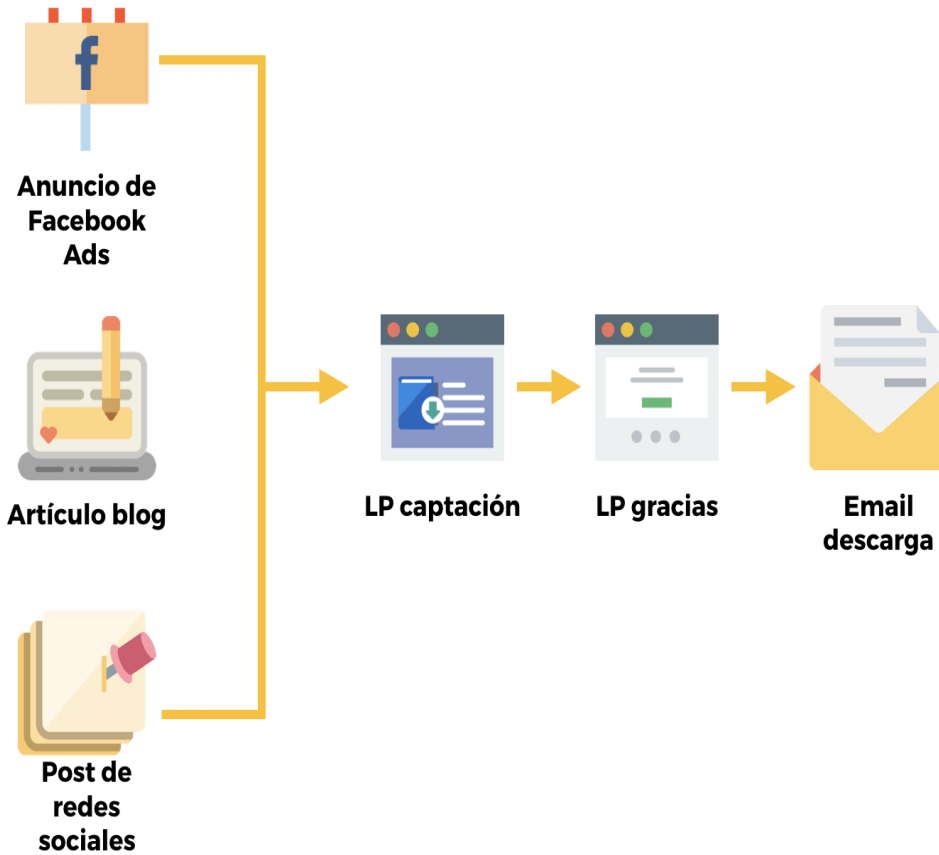 f
Anuncio de
Facebook
Ads
Artículo blog
LP captación
LP gracias
Email
descarga
Post de
redes
sociales